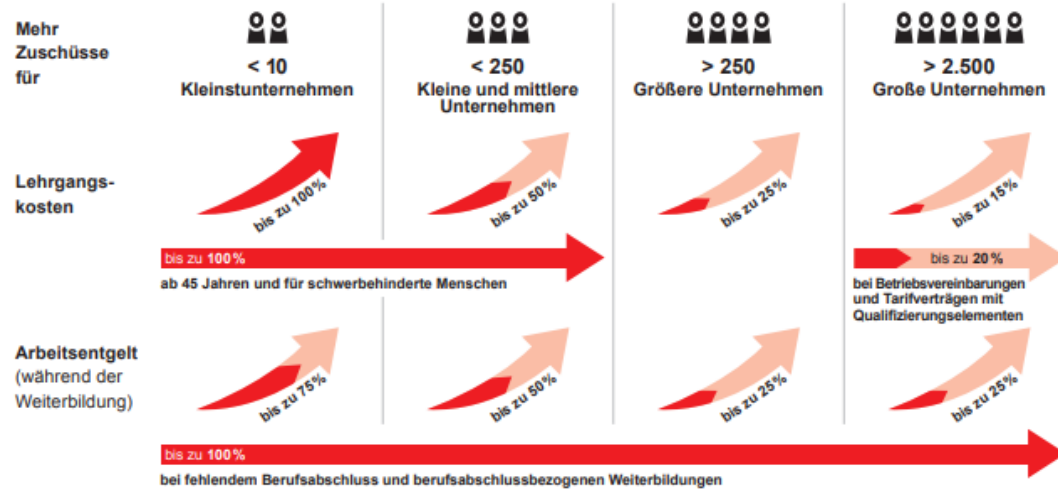 Mehr
Zuschüsse
für
< 10
Kleinstunternehmen
< 250
Kleine und mittlere
Unternehmen
> 250
Größere Unternehmen
> 2.500
Große Unternehmen
Lehrgangs-
kosten
bis zu 100%
bis zu 50%
bis zu 25%
bis zu 15%
bis zu 100%
ab 45 Jahren und für schwerbehinderte Menschen
bis zu 20%
bei Betriebsvereinbarungen
und Tarifverträgen mit
Qualifizierungselementen
Arbeitsentgelt
(während der
Weiterbildung)
bis zu 75%
bis zu 50%
bis zu 25%
bis zu 25%
bis zu 100%
bei fehlendem Berufsabschluss und berufsabschlussbezogenen Weiterbildungen